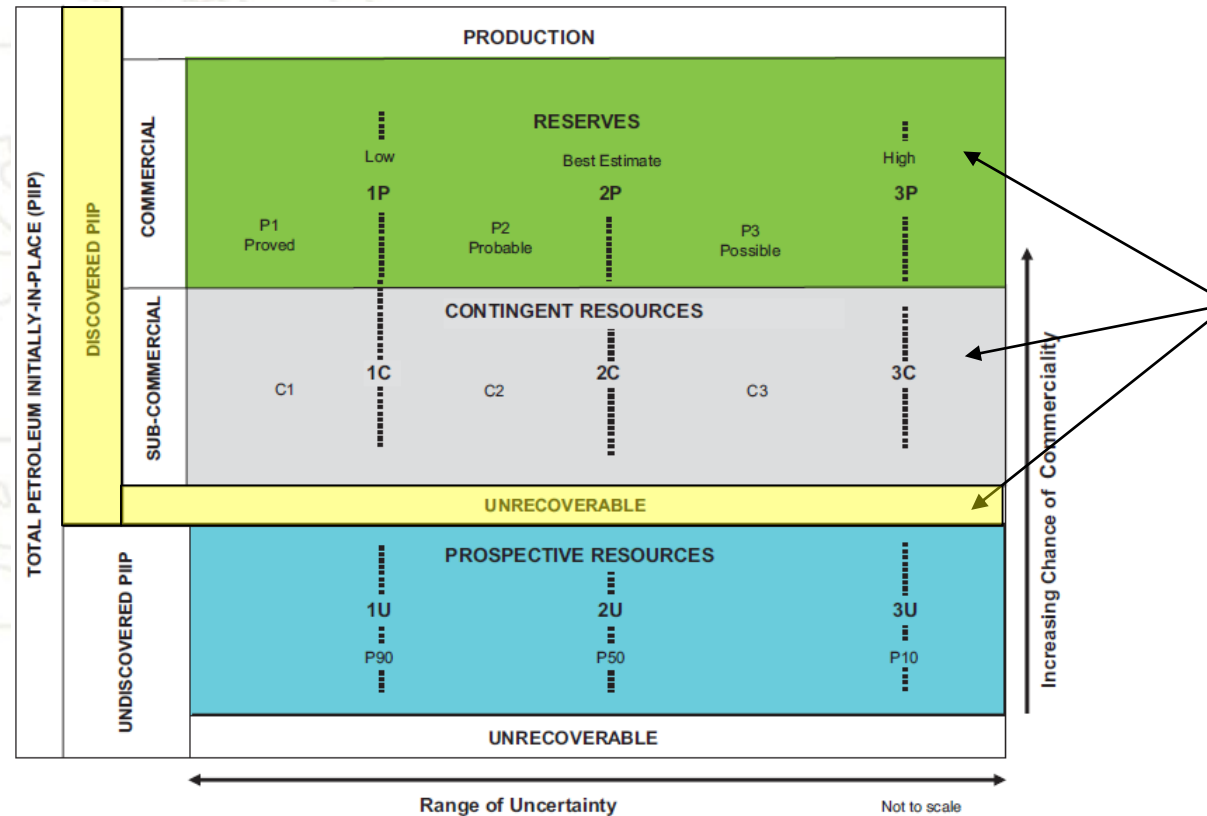 TOTAL PETROLEUM INITIALLY-IN-PLACE (PIIP)
DISCOVERED PIIP
UNDISCOVERED PIIP
COMMERCIAL
SUB-COMMERCIAL
PRODUCTION
RESERVES
Low
Best Estimate
High
1P
2P
3P
P1
Proved
P2
Probable
P3
Possible
CONTINGENT RESOURCES
1C
2C
3C
C1
C2
C3
UNRECOVERABLE
PROSPECTIVE RESOURCES
1U
2U
3U
P90
P50
P10
UNRECOVERABLE
Increasing Chance of Commerciality
Range of Uncertainty
Not to scale